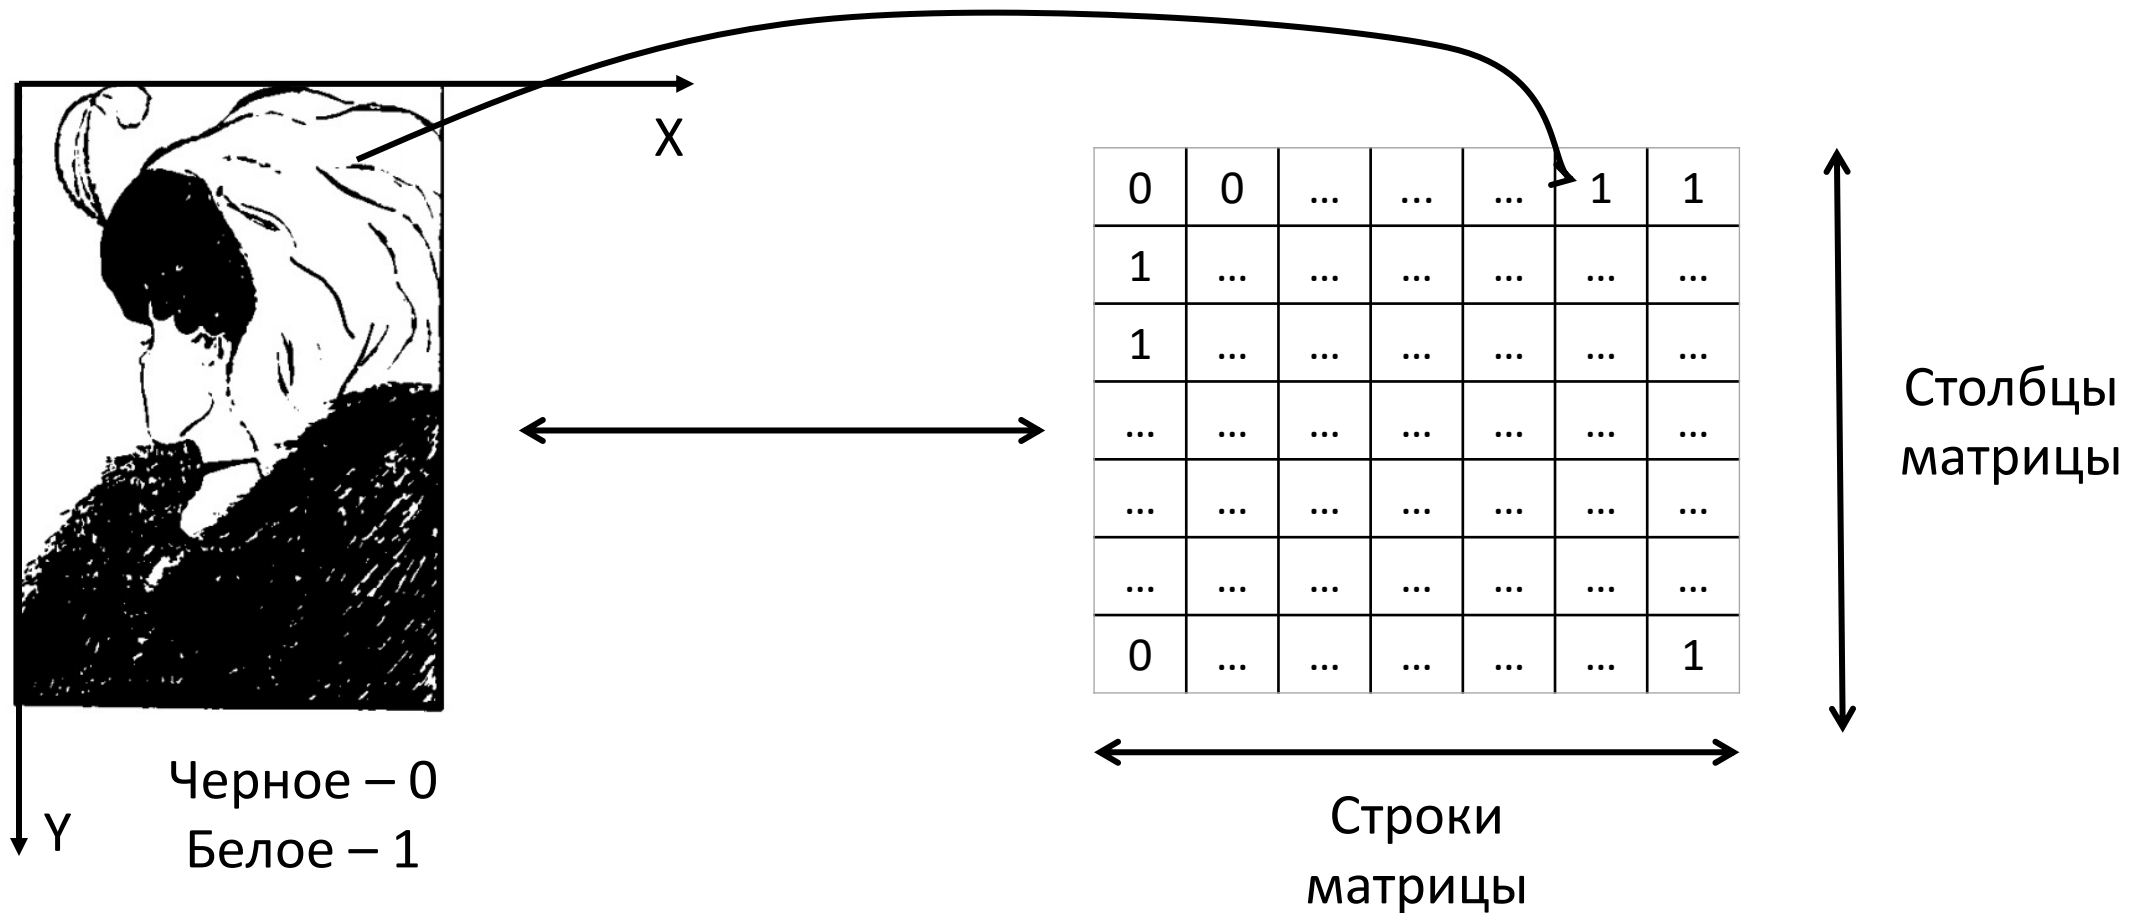 X
0 0 ... ... ... 1 1
1 ... ... ... ... ... ...
1 ... ... ... ... ... ...
... ... ... ... ... ... ...
... ... ... ... ... ... ...
... ... ... ... ... ... ...
0 ... ... ... ... ... 1
Столбцы
матрицы
Черное – 0
Белое – 1
Y
Строки
матрицы